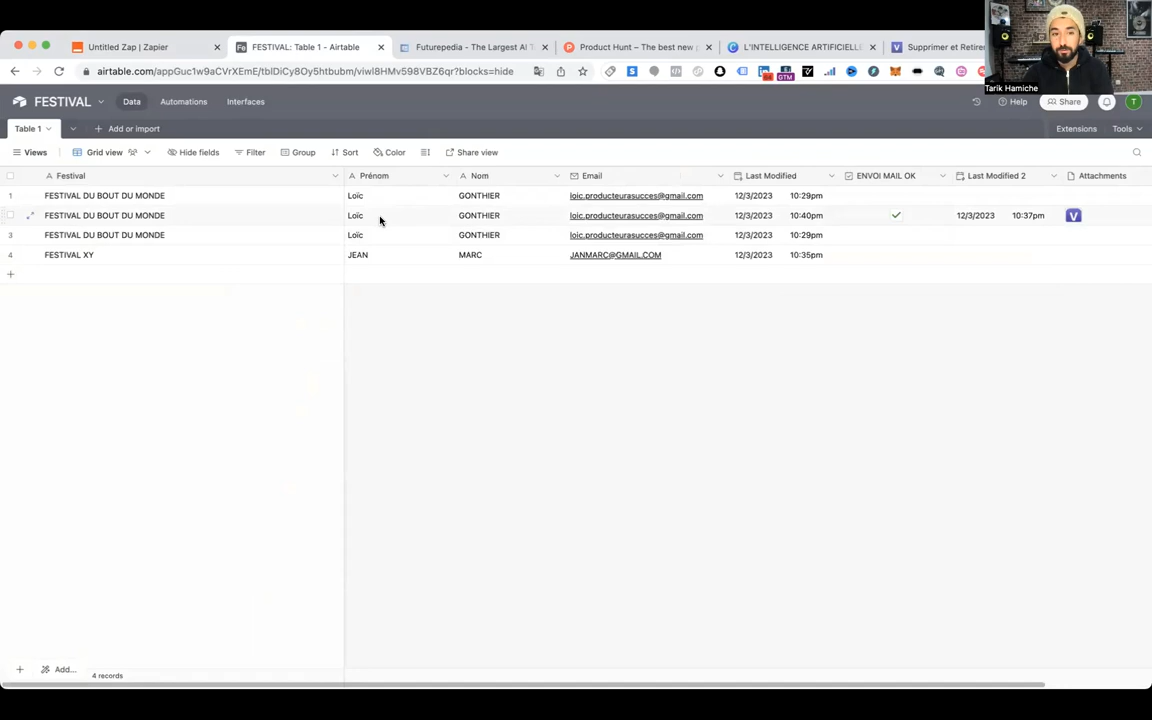 Untitled Zap | Zapier
FESTIVAL: Table 1 - Airtable
Futurepedia - The Largest AI T
Product Hunt – The best new p
L'INTELLIGENCE ARTIFICIELLE
Supprimer et Retirer
airtable.com/appGuc1w9aCVrXEmE/tblDiCy8Oy5htbubm/viwl8HMv598VBZ6qr?blocks=hide
GTM
Tarik Hamiche
FESTIVAL
Data
Automations
Interfaces
Help
Share
T
Table 1
Add or import
Extensions
Tools
Views
Grid view
Hide fields
Filter
Group
Sort
Color
Share view
Festival Prénom Nom Email Last Modified ENVOI MAIL OK Last Modified 2 Attachments
1 FESTIVAL DU BOUT DU MONDE Loïc GONTHIER loic.producteurasucces@gmail.com 12/3/2023 10:29pm
FESTIVAL DU BOUT DU MONDE Loïc GONTHIER loic.producteurasucces@gmail.com 12/3/2023 10:40pm 12/3/2023 10:37pm V
3 FESTIVAL DU BOUT DU MONDE Loïc GONTHIER loic.producteurasucces@gmail.com 12/3/2023 10:29pm
4 FESTIVAL XY JEAN MARC JANMARC@GMAIL.COM 12/3/2023 10:35pm
Add...
4 records